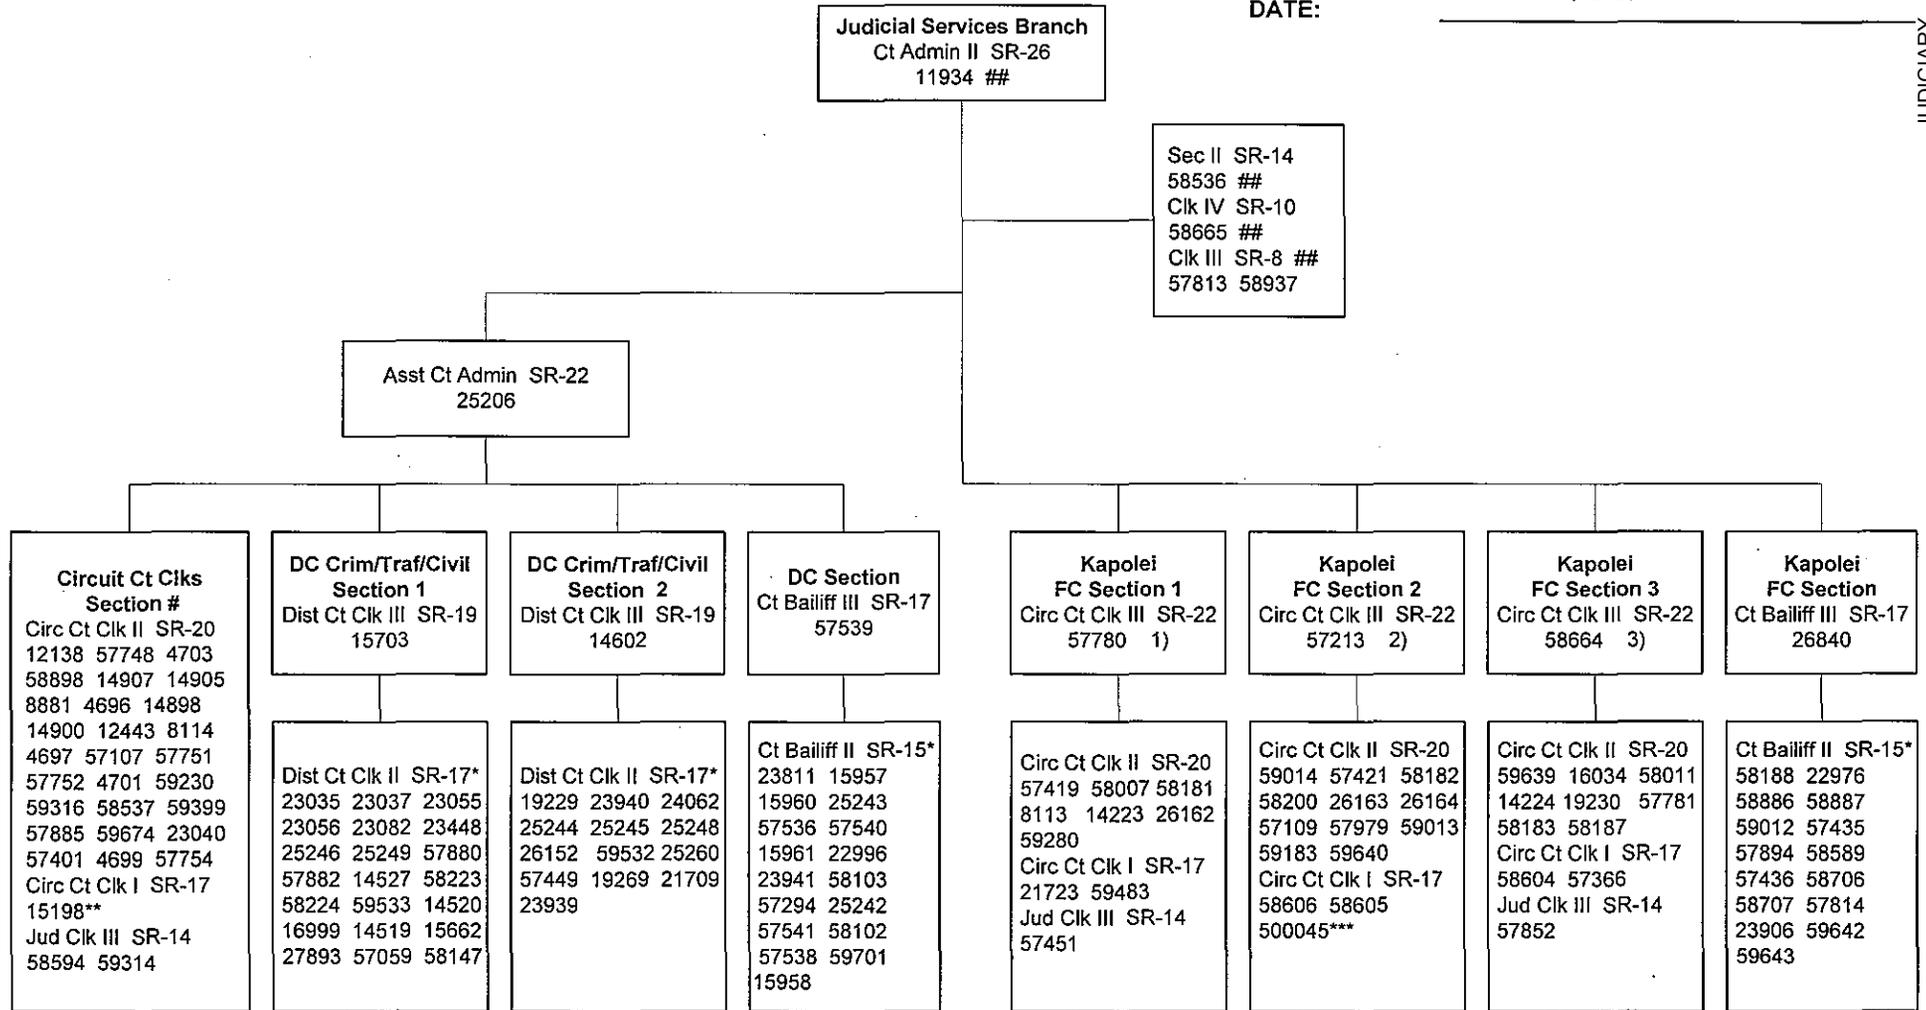 DATE:
JUDICIARY
Judicial Services Branch
Ct Admin II SR-26
11934 ##
Sec II SR-14
58536 ##
Clk IV SR-10
58665 ##
Clk III SR-8 ##
57813 58937
Asst Ct Admin SR-22
25206
Circuit Ct Clks
Section #
Circ Ct Clk II SR-20
12138 57748 4703
58898 14907 14905
8881 4696 14898
14900 12443 8114
4697 57107 57751
57752 4701 59230
59316 58537 59399
57885 59674 23040
57401 4699 57754
Circ Ct Clk I SR-17
15198**
Jud Clk III SR-14
58594 59314
DC Crim/Traf/Civil
Section 1
Dist Ct Clk III SR-19
15703
Dist Ct Clk II SR-17*
23035 23037 23055
23056 23082 23448
25246 25249 57880
57882 14527 58223
58224 59533 14520
16999 14519 15662
27893 57059 58147
DC Crim/Traf/Civil
Section 2
Dist Ct Clk III SR-19
14602
Dist Ct Clk II SR-17*
19229 23940 24062
25244 25245 25248
26152 59532 25260
57449 19269 21709
23939
DC Section
Ct Bailiff III SR-17
57539
Ct Bailiff II SR-15*
23811 15957
15960 25243
57536 57540
15961 22996
23941 58103
57294 25242
57541 58102
57538 59701
15958
Kapolei
FC Section 1
Circ Ct Clk III SR-22
57780 1)
Circ Ct Clk II SR-20
57419 58007 58181
8113 14223 26162
59280
Circ Ct Clk I SR-17
21723 59483
Jud Clk III SR-14
57451
Kapolei
FC Section 2
Circ Ct Clk III SR-22
57213 2)
Circ Ct Clk II SR-20
59014 57421 58182
58200 26163 26164
57109 57979 59013
59183 59640
Circ Ct Clk I SR-17
58606 58605
500045***
Kapolei
FC Section 3
Circ Ct Clk III SR-22
58664 3)
Circ Ct Clk II SR-20
59639 16034 58011
14224 19230 57781
58183 58187
Circ Ct Clk I SR-17
58604 57366
Jud Clk III SR-14
57852
Kapolei
FC Section
Ct Bailiff III SR-17
26840
Ct Bailiff II SR-15*
58188 22976
58886 58887
59012 57435
57894 58589
57436 58706
58707 57814
23906 59642
59643